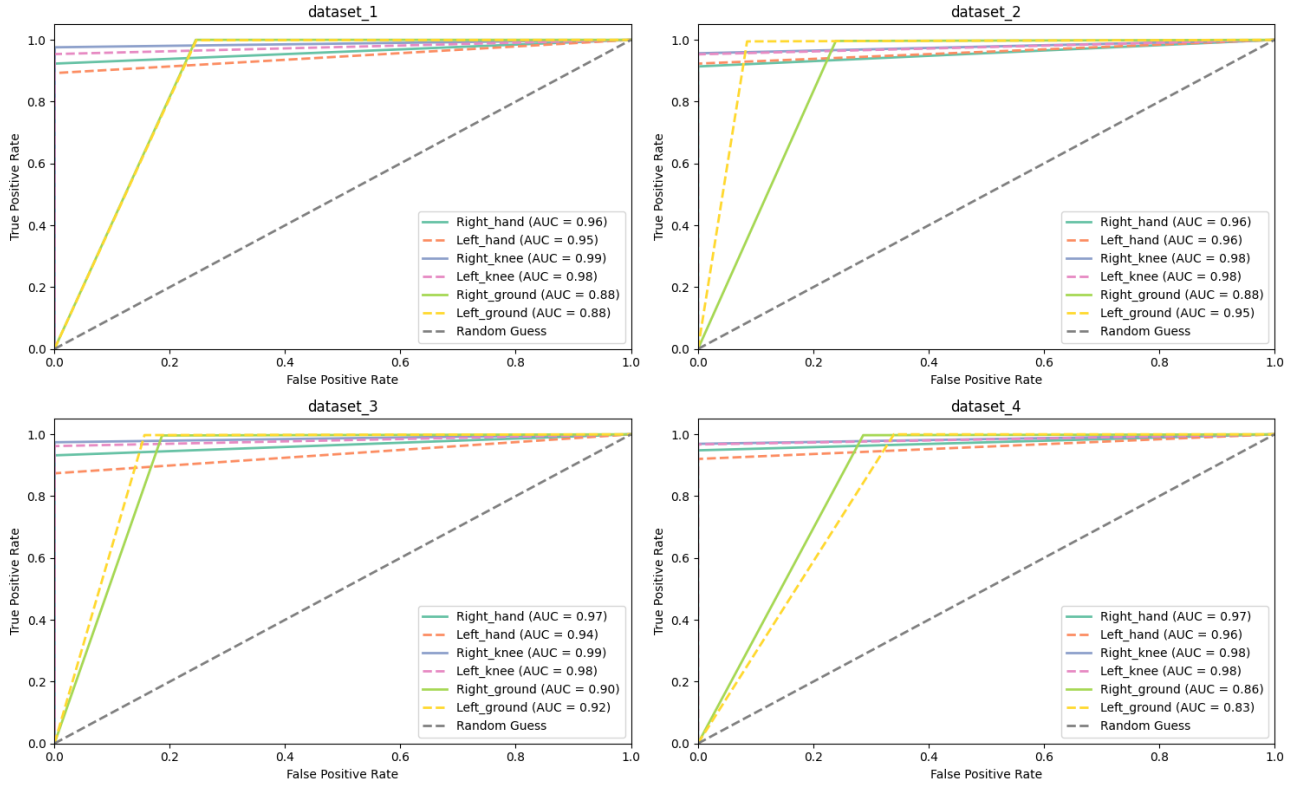 dataset_1
True Positive Rate
1.0
0.8
0.6
0.4
0.2
0.0
Right_hand (AUC = 0.96)
Left_hand (AUC = 0.95)
Right_knee (AUC = 0.99)
Left_knee (AUC = 0.98)
Right_ground (AUC = 0.88)
Left_ground (AUC = 0.88)
Random Guess
0.0 0.2 0.4 0.6 0.8 1.0
False Positive Rate
dataset_2
True Positive Rate
1.0
0.8
0.6
0.4
0.2
0.0
Right_hand (AUC = 0.96)
Left_hand (AUC = 0.96)
Right_knee (AUC = 0.98)
Left_knee (AUC = 0.98)
Right_ground (AUC = 0.88)
Left_ground (AUC = 0.95)
Random Guess
0.0 0.2 0.4 0.6 0.8 1.0
False Positive Rate
dataset_3
True Positive Rate
1.0
0.8
0.6
0.4
0.2
0.0
Right_hand (AUC = 0.97)
Left_hand (AUC = 0.94)
Right_knee (AUC = 0.99)
Left_knee (AUC = 0.98)
Right_ground (AUC = 0.90)
Left_ground (AUC = 0.92)
Random Guess
0.0 0.2 0.4 0.6 0.8 1.0
False Positive Rate
dataset_4
True Positive Rate
1.0
0.8
0.6
0.4
0.2
0.0
Right_hand (AUC = 0.97)
Left_hand (AUC = 0.96)
Right_knee (AUC = 0.98)
Left_knee (AUC = 0.98)
Right_ground (AUC = 0.86)
Left_ground (AUC = 0.83)
Random Guess
0.0 0.2 0.4 0.6 0.8 1.0
False Positive Rate